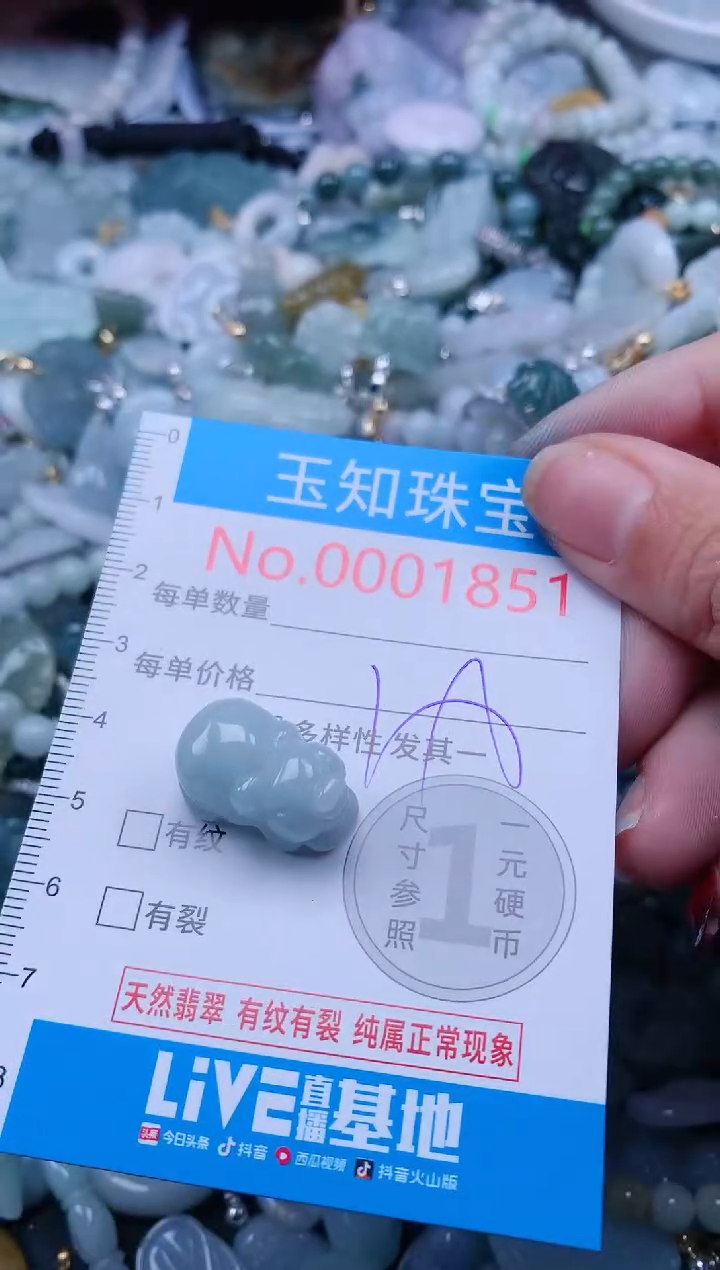 0
玉知珠宝
1
No.0001851
2
每单数量
3
每单价格
4
多样性 发其一
5
有纹
尺寸参照
1
一元硬币
6
有裂
7
天然翡翠 有纹有裂 纯属正常现象
8
LiVE直播基地
头条 今日头条 抖音 西瓜视频 抖音火山版